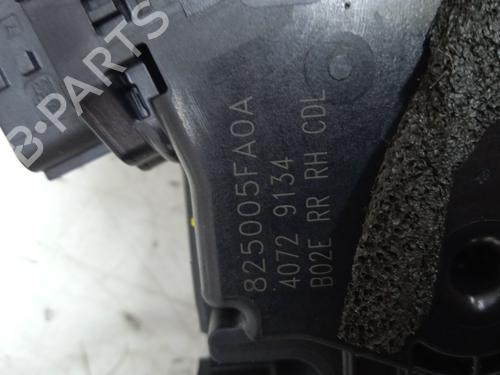 825005FA0A
4072 9134
B02E RR RH CDL
B-PARTS